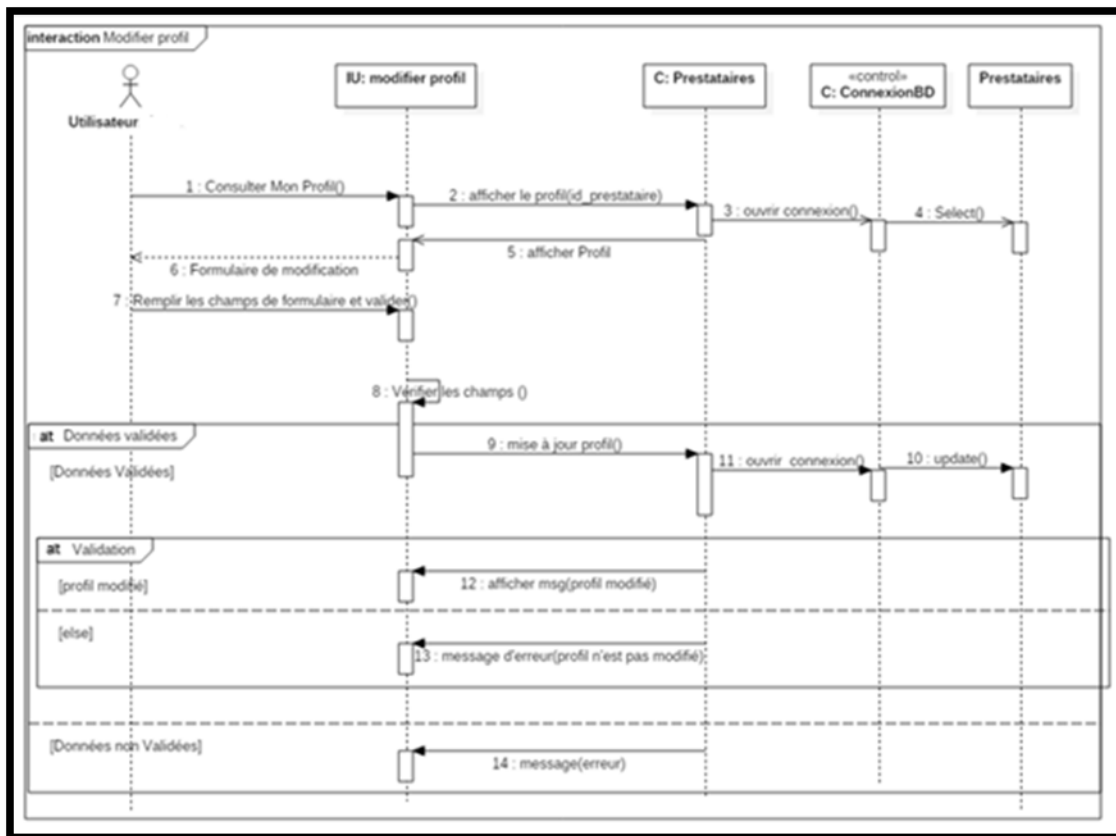 interaction Modifier profil
IU: modifier profil
C: Prestataires
«control»
C: ConnexionBD
Prestataires
Utilisateur
1 : Consulter Mon Profil()
2 : afficher le profil(id_prestataire)
3 : ouvrir connexion()
4 : Select()
5 : afficher Profil
6 : Formulaire de modification
7 : Remplir les champs de formulaire et valider()
8 : Vérifier les champs ()
at Données validées
[Données Validées]
9 : mise à jour profil()
11 : ouvrir connexion()
10 : update()
at Validation
[profil modifié]
12 : afficher msg(profil modifié)
[else]
13 : message d'erreur(profil n'est pas modifié)
[Données non Validées]
14 : message(erreur)